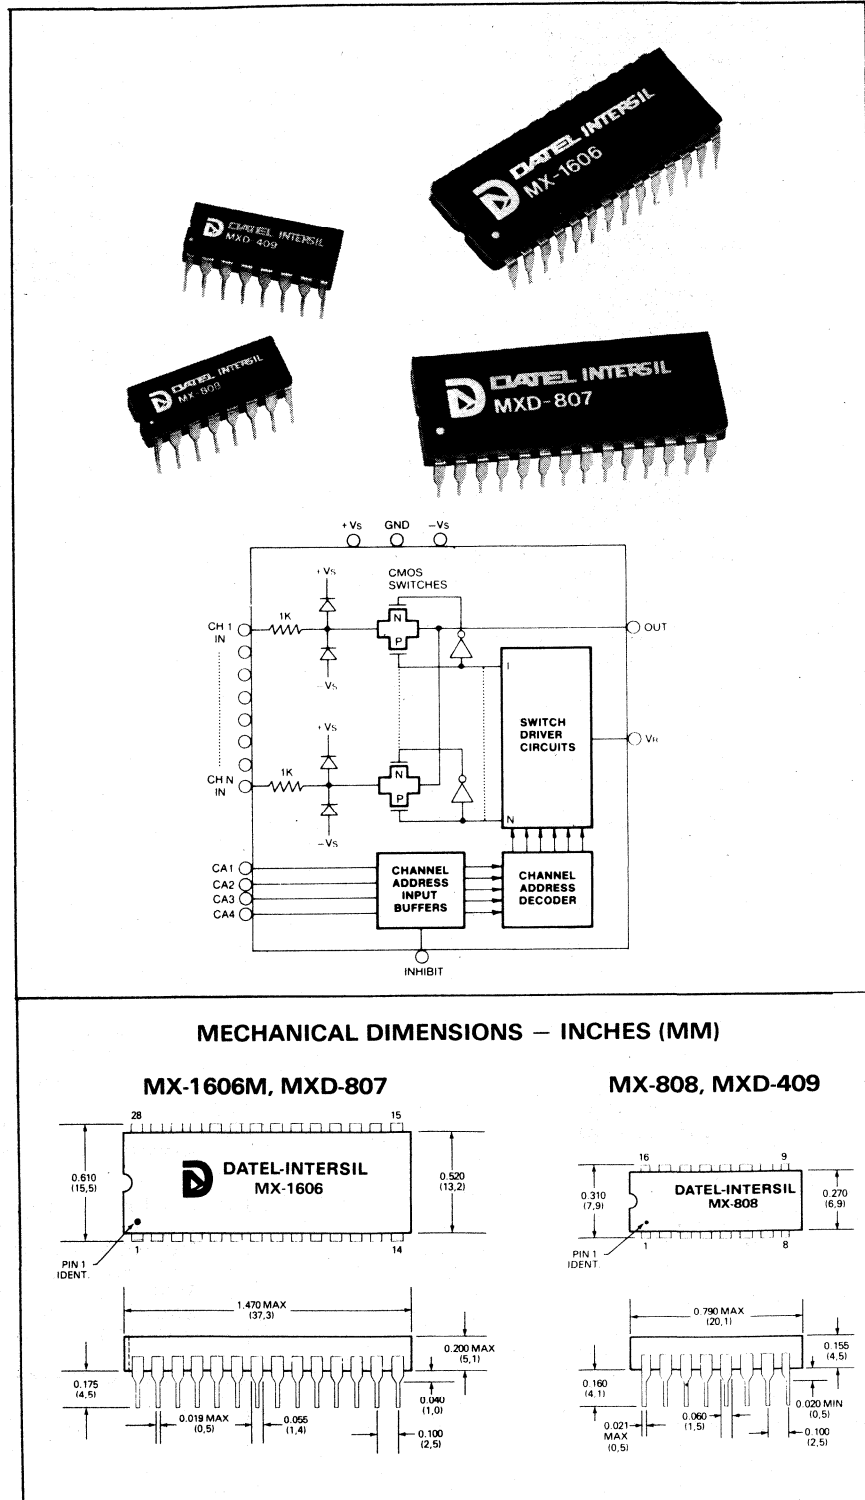 DATEL INTERSIL
MX-1606
DATEL INTERSIL
MXD-409
DATEL INTERSIL
MX-808
DATEL INTERSIL
MXD-807
+Vs GND −Vs
+Vs
CMOS
SWITCHES
CH 1
IN
1K
N
P
OUT
−Vs
I
SWITCH
DRIVER
CIRCUITS
VR
+Vs
CH N
IN
1K
N
P
N
−Vs
CA1
CA2
CA3
CA4
CHANNEL
ADDRESS
INPUT
BUFFERS
CHANNEL
ADDRESS
DECODER
INHIBIT
MECHANICAL DIMENSIONS − INCHES (MM)
MX-1606M, MXD-807
28 15
0.610
(15,5)
DATEL-INTERSIL
MX-1606
0.520
(13,2)
1 14
PIN 1
IDENT.
1.470 MAX
(37,3)
0.200 MAX
(5,1)
0.175
(4,5)
0.040
(1,0)
0.019 MAX
(0,5)
0.055
(1,4)
0.100
(2,5)
MX-808, MXD-409
16 9
0.310
(7,9)
DATEL-INTERSIL
MX-808
0.270
(6,9)
1 8
PIN 1
IDENT.
0.790 MAX
(20,1)
0.155
(4,5)
0.160
(4,1)
0.020 MIN
(0,5)
0.021
MAX
(0,5)
0.060
(1,5)
0.100
(2,5)